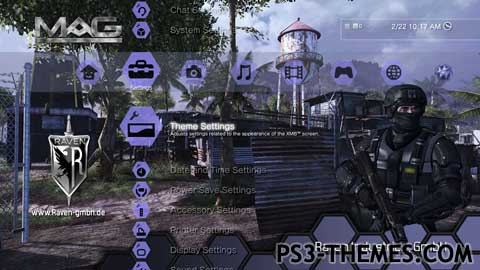 MAG
Chat
System Se
2/22 10:17 AM
Theme Settings
Adjusts settings related to the appearance of the XMB™ screen.
Date and Time Settings
Power Save Settings
RAVEN
R
Accessory Settings
www.Raven-gmbh.de
Printer Settings
Display Settings
Sound Settings
PS3-THEMES.COM